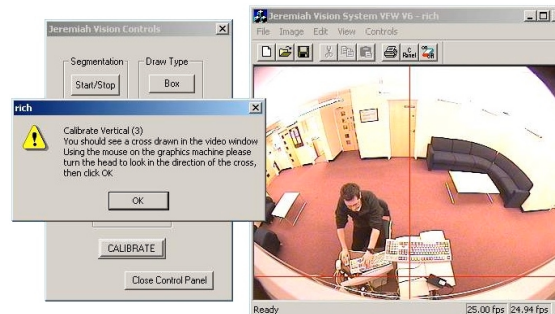 Jeremiah Vision Controls
Segmentation
Draw Type
Start/Stop
Box
rich
Calibrate Vertical (3)
You should see a cross drawn in the video window
Using the mouse on the graphics machine please
turn the head to look in the direction of the cross,
then click OK
OK
CALIBRATE
Close Control Panel
Jeremiah Vision System VFW V6 - rich
File Image Edit View Controls
C
Panel
Ready
25.00 fps 24.94 fps